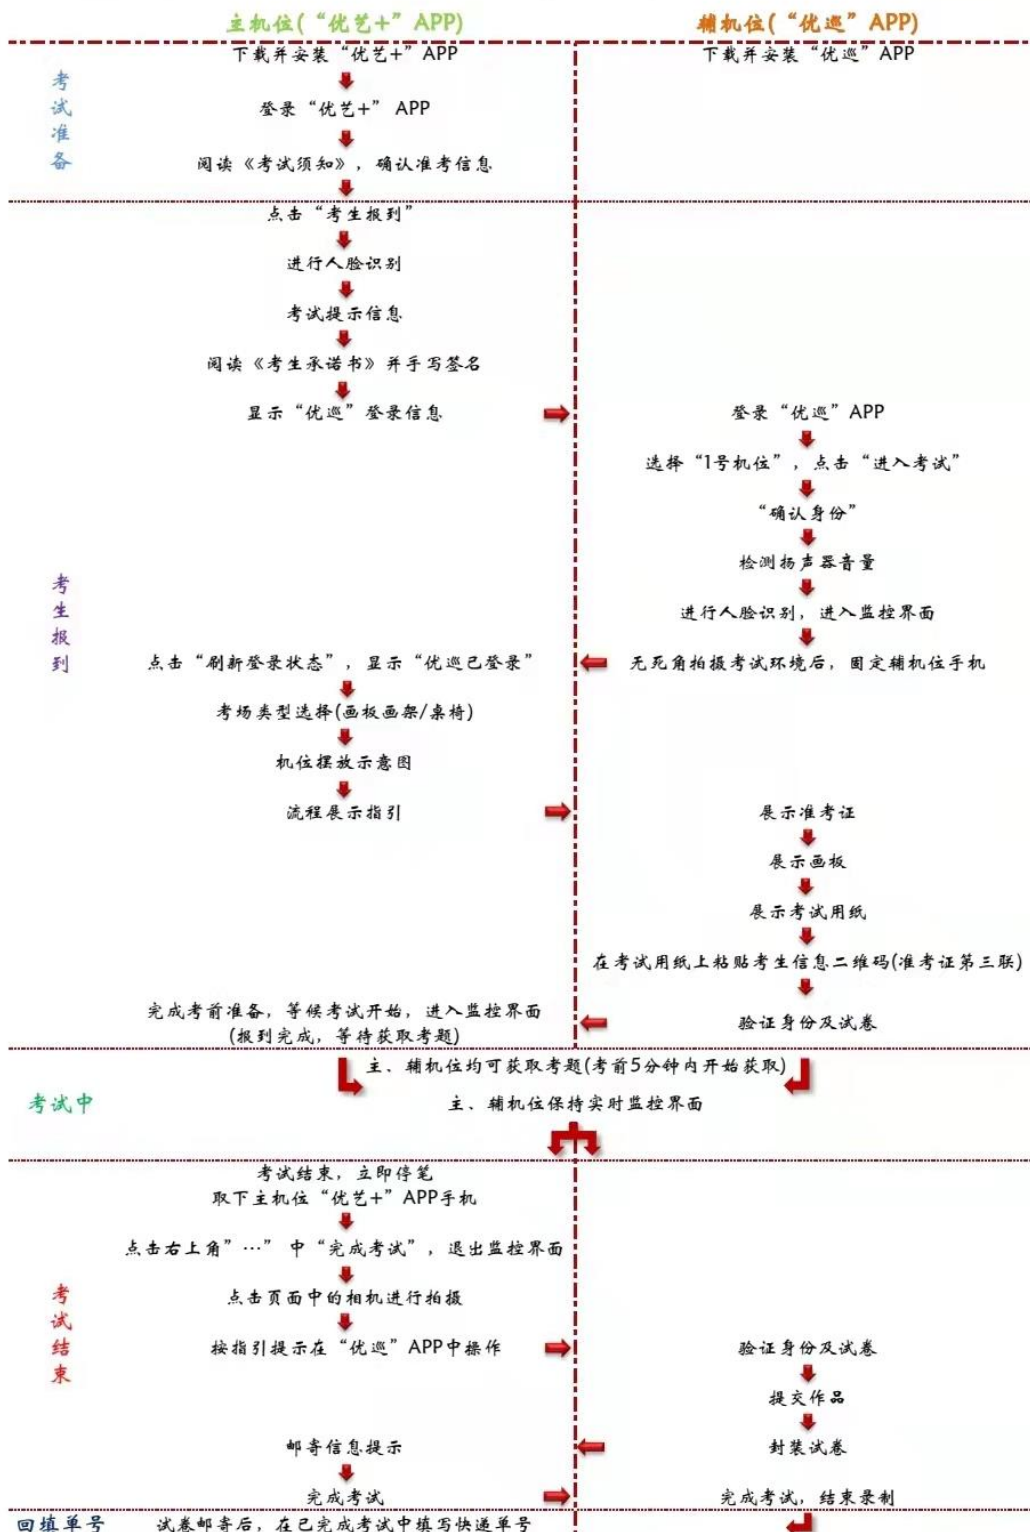 主机位(“优艺+”APP)
辅机位(“优巡”APP)
考试准备
下载并安装“优艺+”APP
下载并安装“优巡”APP
登录“优艺+” APP
阅读《考试须知》，确认准考信息
考生报到
点击“考生报到”
进行人脸识别
考试提示信息
阅读《考生承诺书》并手写签名
显示“优巡”登录信息
登录“优巡”APP
选择“1号机位”，点击“进入考试”
“确认身份”
检测扬声器音量
进行人脸识别，进入监控界面
点击“刷新登录状态”，显示“优巡已登录”
无死角拍摄考试环境后，固定辅机位手机
考场类型选择(画板画架/桌椅)
机位摆放示意图
流程展示指引
展示准考证
展示画板
展示考试用纸
在考试用纸上粘贴考生信息二维码(准考证第三联)
完成考前准备，等候考试开始，进入监控界面
(报到完成，等待获取考题)
验证身份及试卷
考试中
主、辅机位均可获取考题(考前5分钟内开始获取)
主、辅机位保持实时监控界面
考试结束
考试结束，立即停笔
取下主机位“优艺+”APP手机
点击右上角”…” 中“完成考试”，退出监控界面
点击页面中的相机进行拍摄
按指引提示在“优巡”APP中操作
验证身份及试卷
提交作品
邮寄信息提示
封装试卷
完成考试
完成考试，结束录制
回填单号
试卷邮寄后，在已完成考试中填写快递单号